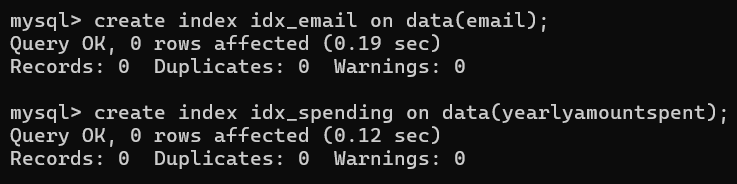 mysql> create index idx_email on data(email);
Query OK, 0 rows affected (0.19 sec)
Records: 0  Duplicates: 0  Warnings: 0

mysql> create index idx_spending on data(yearlyamountspent);
Query OK, 0 rows affected (0.12 sec)
Records: 0  Duplicates: 0  Warnings: 0